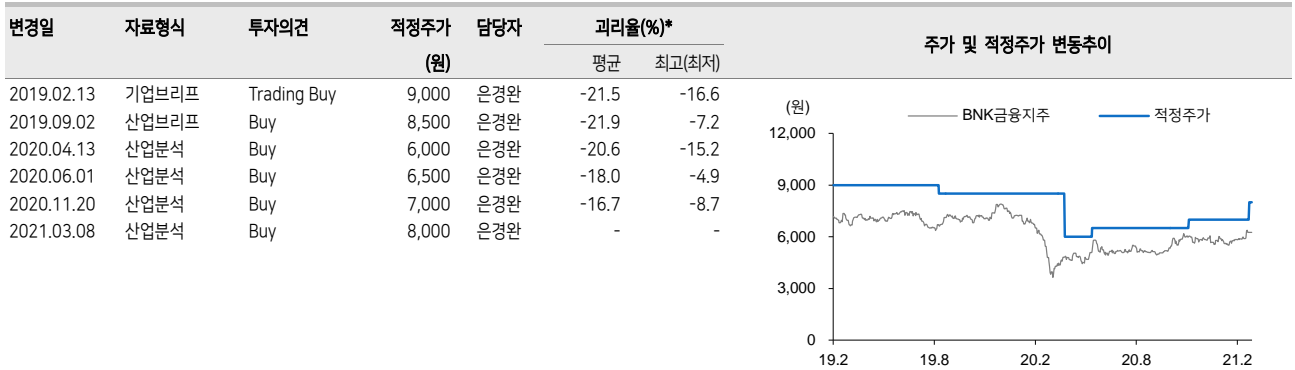 변경일 자료형식 투자의견 적정주가 담당자 괴리율(%)* 주가 및 적정주가 변동추이
(원) 평균 최고(최저)
2019.02.13 기업브리프 Trading Buy 9,000 은경완 -21.5 -16.6
2019.09.02 산업브리프 Buy 8,500 은경완 -21.9 -7.2
2020.04.13 산업분석 Buy 6,000 은경완 -20.6 -15.2
2020.06.01 산업분석 Buy 6,500 은경완 -18.0 -4.9
2020.11.20 산업분석 Buy 7,000 은경완 -16.7 -8.7
2021.03.08 산업분석 Buy 8,000 은경완 - -
(원) BNK금융지주 적정주가
12,000
9,000
6,000
3,000
0
19.2 19.8 20.2 20.8 21.2